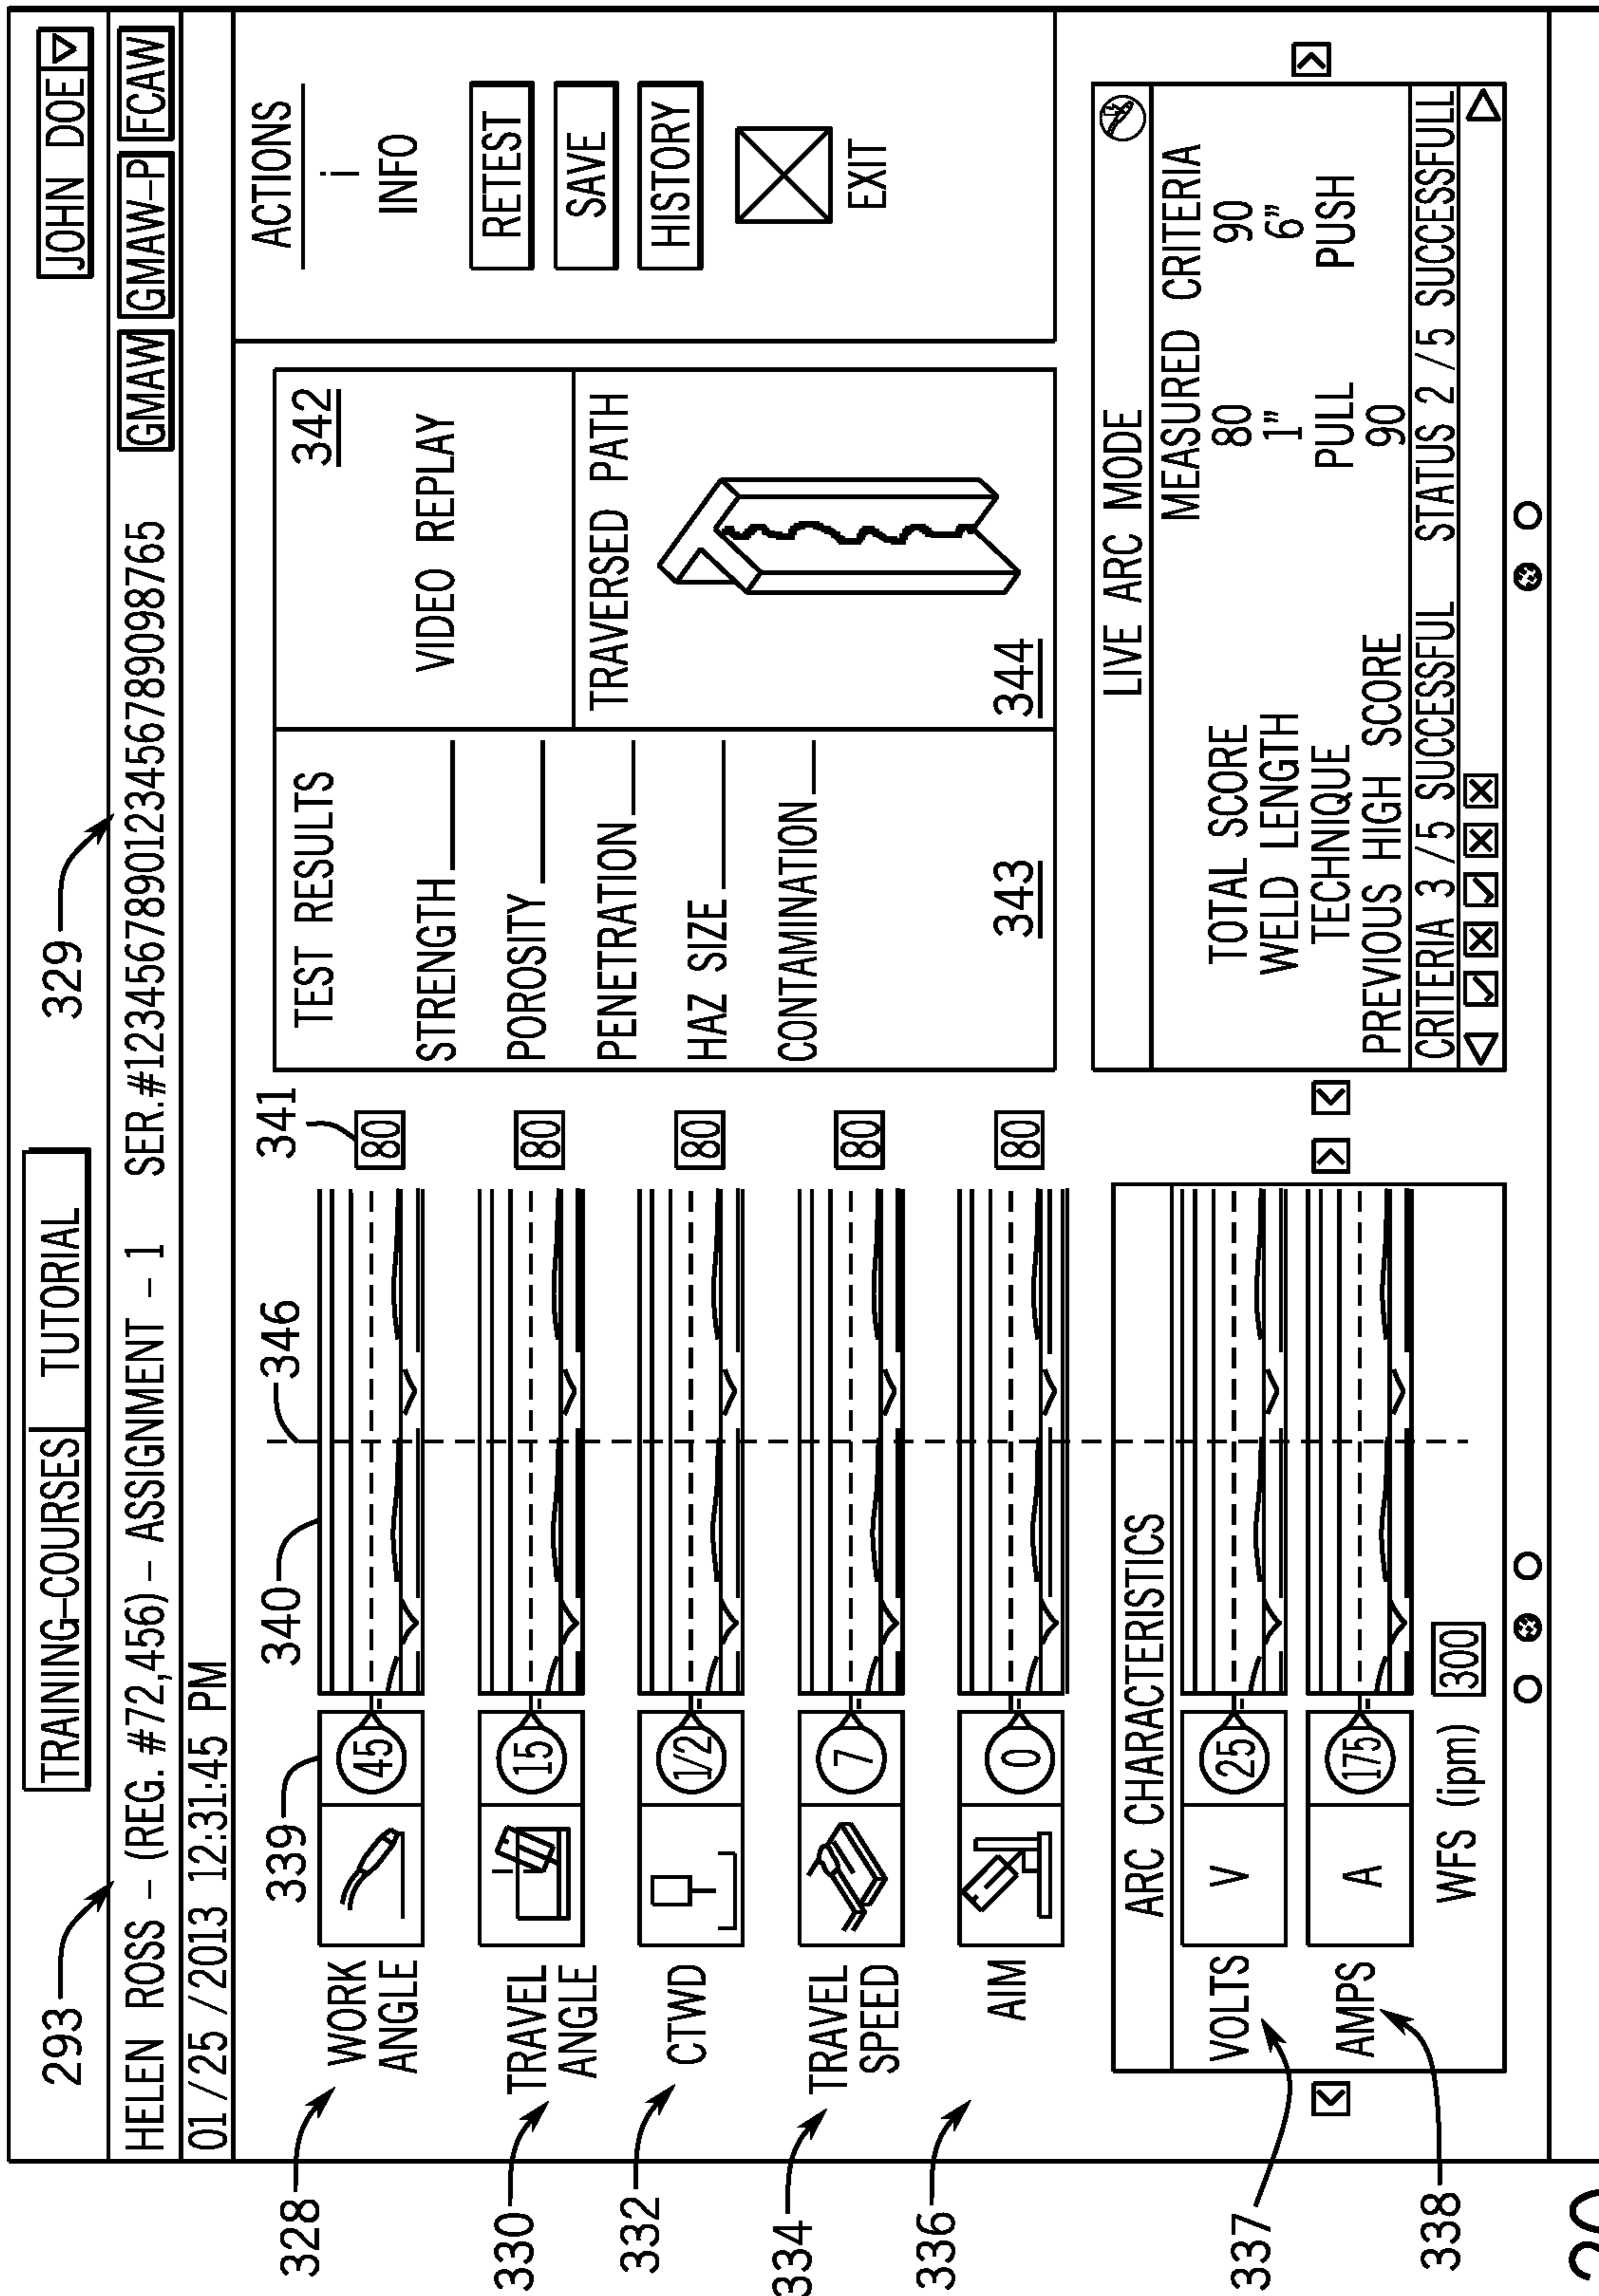 293
329
TRAINING-COURSES TUTORIAL
JOHN DOE
HELEN ROSS - (REG. #72,456) - ASSIGNMENT - 1 SER.#1234567890123456789098765
GMAW GMAW-P FCAW
01/25/2013 12:31:45 PM
328
WORK
ANGLE
339
45
340
346
341
80
330
TRAVEL
ANGLE
15
80
332
CTWD
1/2
80
334
TRAVEL
SPEED
7
80
336
AIM
0
80
TEST RESULTS
STRENGTH
POROSITY
PENETRATION
HAZ SIZE
CONTAMINATION
343
342
VIDEO REPLAY
TRAVERSED PATH
344
ACTIONS
i
INFO
RETEST
SAVE
HISTORY
EXIT
ARC CHARACTERISTICS
337
VOLTS
V
25
338
AMPS
A
175
WFS (ipm) 300
LIVE ARC MODE
MEASURED CRITERIA
TOTAL SCORE 80 90
WELD LENGTH 1" 6"
TECHNIQUE PULL PUSH
PREVIOUS HIGH SCORE 90
CRITERIA 3/5 SUCCESSFUL STATUS 2/5 SUCCESSFULL